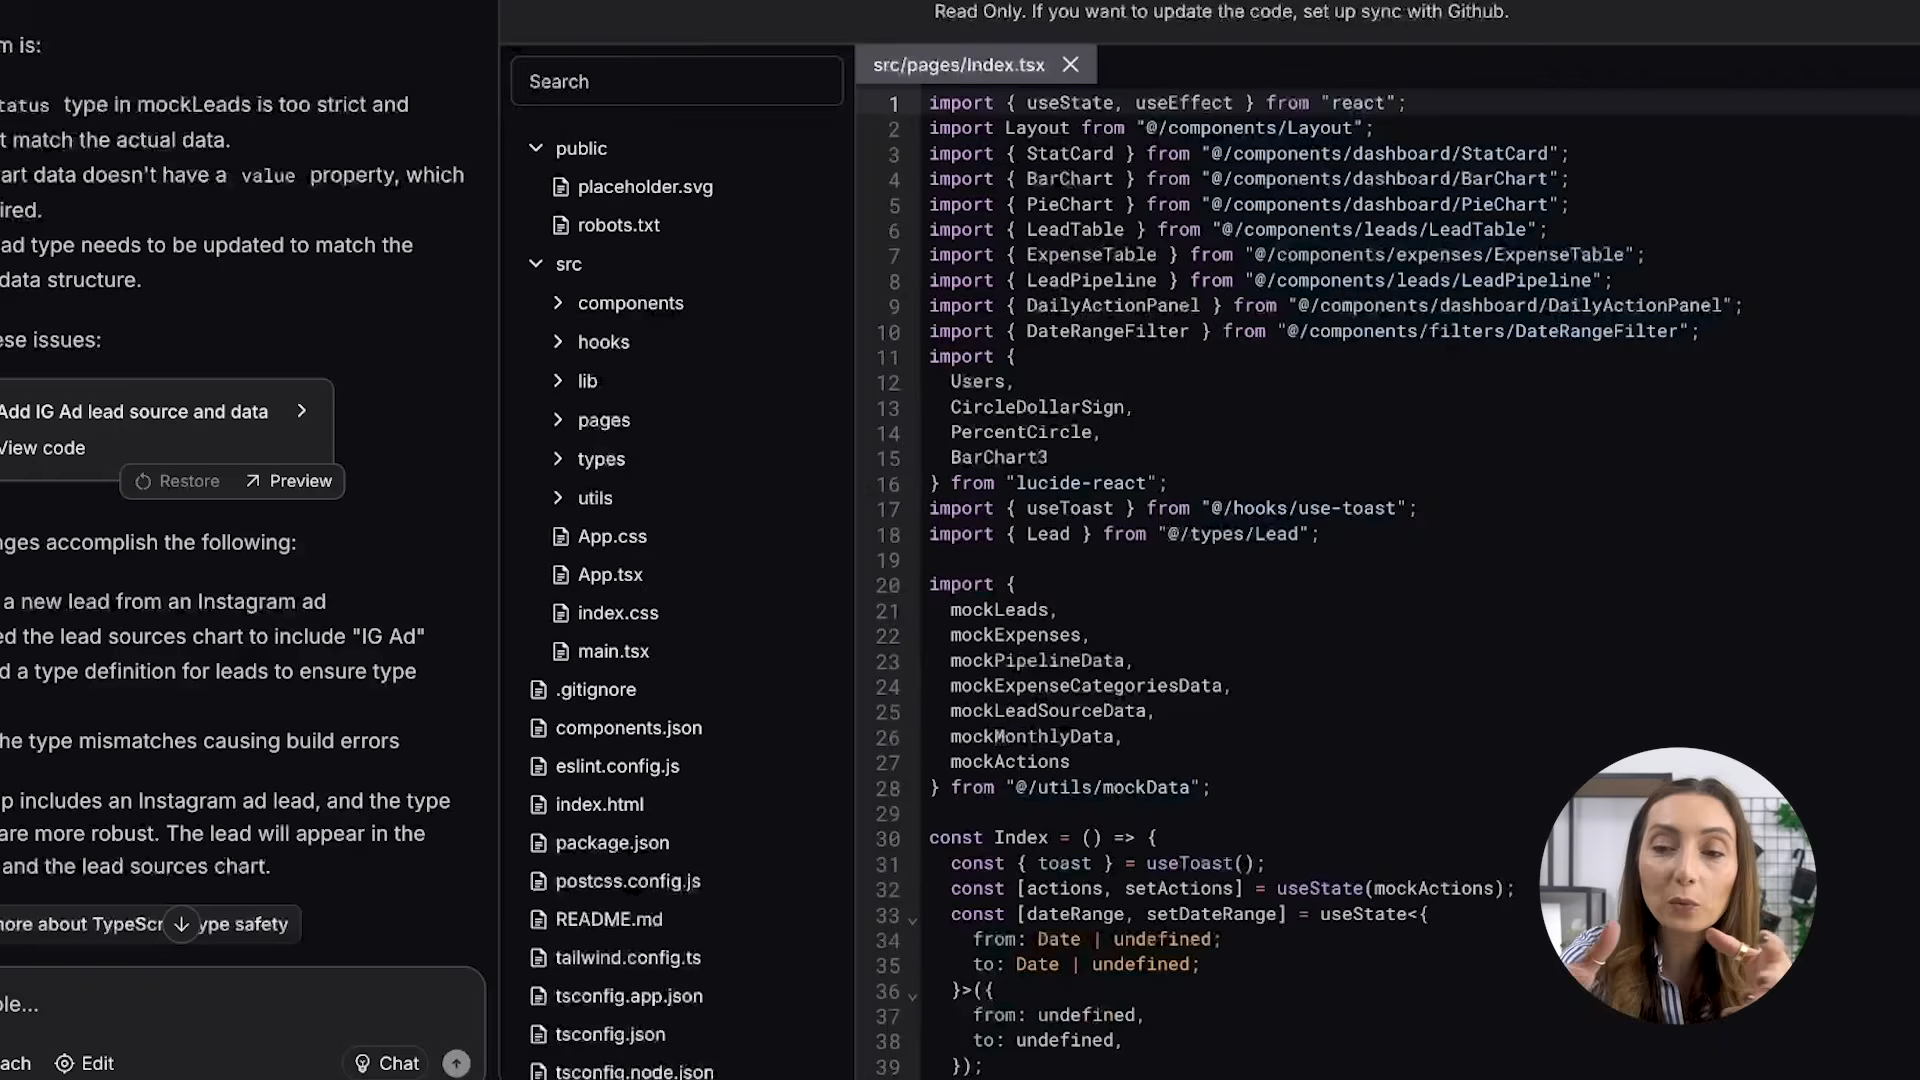 Read Only. If you want to update the code, set up sync with Github.
m is:
tatus type in mockLeads is too strict and
t match the actual data.
art data doesn't have a value property, which
ired.
ad type needs to be updated to match the
data structure.
ese issues:
Add IG Ad lead source and data
View code
Restore Preview
nges accomplish the following:
a new lead from an Instagram ad
ed the lead sources chart to include "IG Ad"
d a type definition for leads to ensure type
he type mismatches causing build errors
p includes an Instagram ad lead, and the type
are more robust. The lead will appear in the
and the lead sources chart.
more about TypeScr ype safety
ble...
ach Edit Chat
Search
public
placeholder.svg
robots.txt
src
components
hooks
lib
pages
types
utils
App.css
App.tsx
index.css
main.tsx
.gitignore
components.json
eslint.config.js
index.html
package.json
postcss.config.js
README.md
tailwind.config.ts
tsconfig.app.json
tsconfig.json
tsconfig.node.json
src/pages/Index.tsx
1 import { useState, useEffect } from "react";
2 import Layout from "@/components/Layout";
3 import { StatCard } from "@/components/dashboard/StatCard";
4 import { BarChart } from "@/components/dashboard/BarChart";
5 import { PieChart } from "@/components/dashboard/PieChart";
6 import { LeadTable } from "@/components/leads/LeadTable";
7 import { ExpenseTable } from "@/components/expenses/ExpenseTable";
8 import { LeadPipeline } from "@/components/leads/LeadPipeline";
9 import { DailyActionPanel } from "@/components/dashboard/DailyActionPanel";
10 import { DateRangeFilter } from "@/components/filters/DateRangeFilter";
11 import {
12 Users,
13 CircleDollarSign,
14 PercentCircle,
15 BarChart3
16 } from "lucide-react";
17 import { useToast } from "@/hooks/use-toast";
18 import { Lead } from "@/types/Lead";
19
20 import {
21 mockLeads,
22 mockExpenses,
23 mockPipelineData,
24 mockExpenseCategoriesData,
25 mockLeadSourceData,
26 mockMonthlyData,
27 mockActions
28 } from "@/utils/mockData";
29
30 const Index = () => {
31 const { toast } = useToast();
32 const [actions, setActions] = useState(mockActions);
33 const [dateRange, setDateRange] = useState<{
34 from: Date | undefined;
35 to: Date | undefined;
36 }>({
37 from: undefined,
38 to: undefined,
39 });